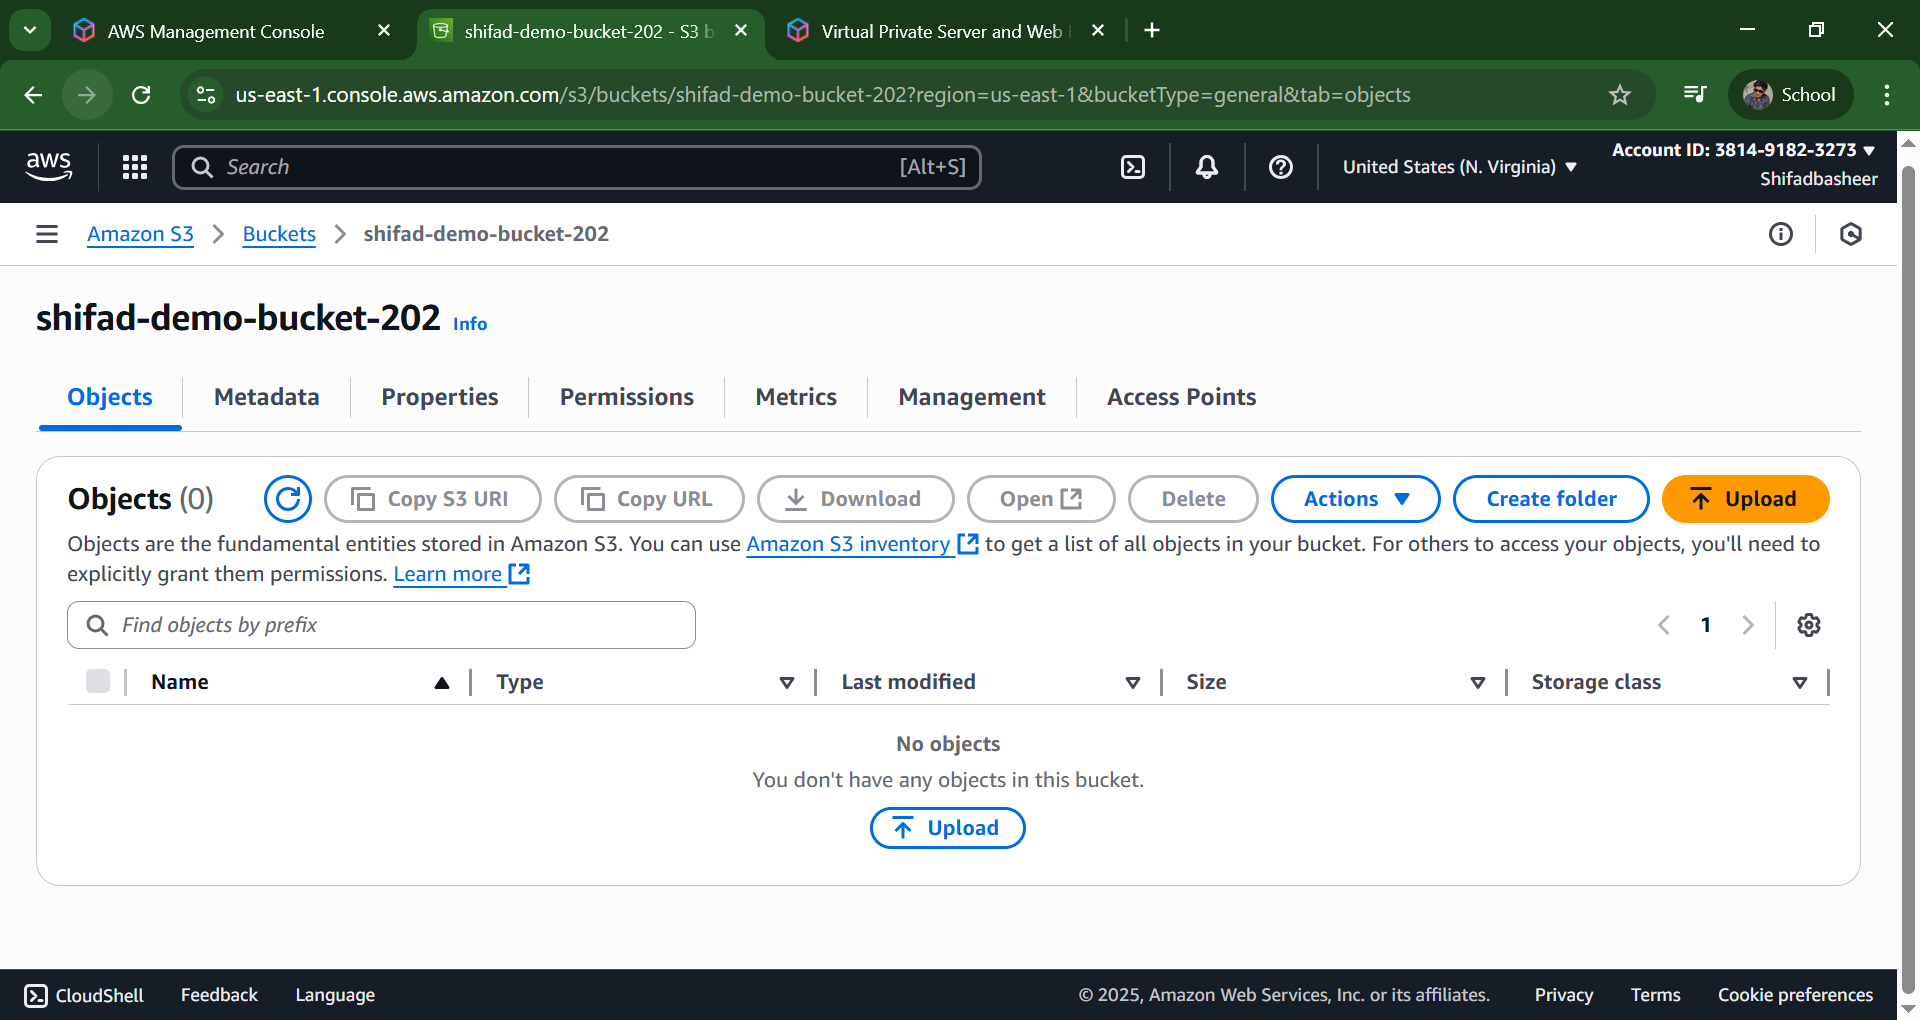 AWS Management Console
shifad-demo-bucket-202 - S3 b
Virtual Private Server and Web
us-east-1.console.aws.amazon.com/s3/buckets/shifad-demo-bucket-202?region=us-east-1&bucketType=general&tab=objects
School
aws
Search
[Alt+S]
United States (N. Virginia)
Account ID: 3814-9182-3273
Shifadbasheer
Amazon S3
Buckets
shifad-demo-bucket-202
shifad-demo-bucket-202 Info
Objects
Metadata
Properties
Permissions
Metrics
Management
Access Points
Objects (0)
Copy S3 URI
Copy URL
Download
Open
Delete
Actions
Create folder
Upload
Objects are the fundamental entities stored in Amazon S3. You can use Amazon S3 inventory to get a list of all objects in your bucket. For others to access your objects, you'll need to
explicitly grant them permissions. Learn more
Find objects by prefix
1
Name
Type
Last modified
Size
Storage class
No objects
You don't have any objects in this bucket.
Upload
CloudShell
Feedback
Language
© 2025, Amazon Web Services, Inc. or its affiliates.
Privacy
Terms
Cookie preferences